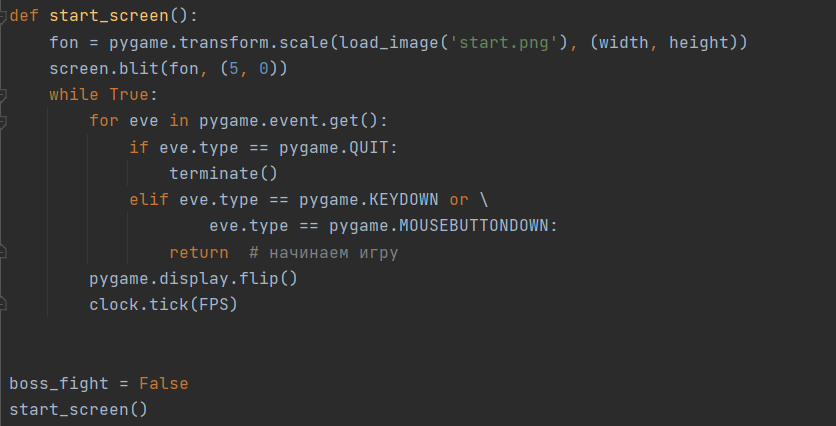 def start_screen():
    fon = pygame.transform.scale(load_image('start.png'), (width, height))
    screen.blit(fon, (5, 0))
    while True:
        for eve in pygame.event.get():
            if eve.type == pygame.QUIT:
                terminate()
            elif eve.type == pygame.KEYDOWN or \
                    eve.type == pygame.MOUSEBUTTONDOWN:
                return  # начинаем игру
        pygame.display.flip()
        clock.tick(FPS)
boss_fight = False
start_screen()